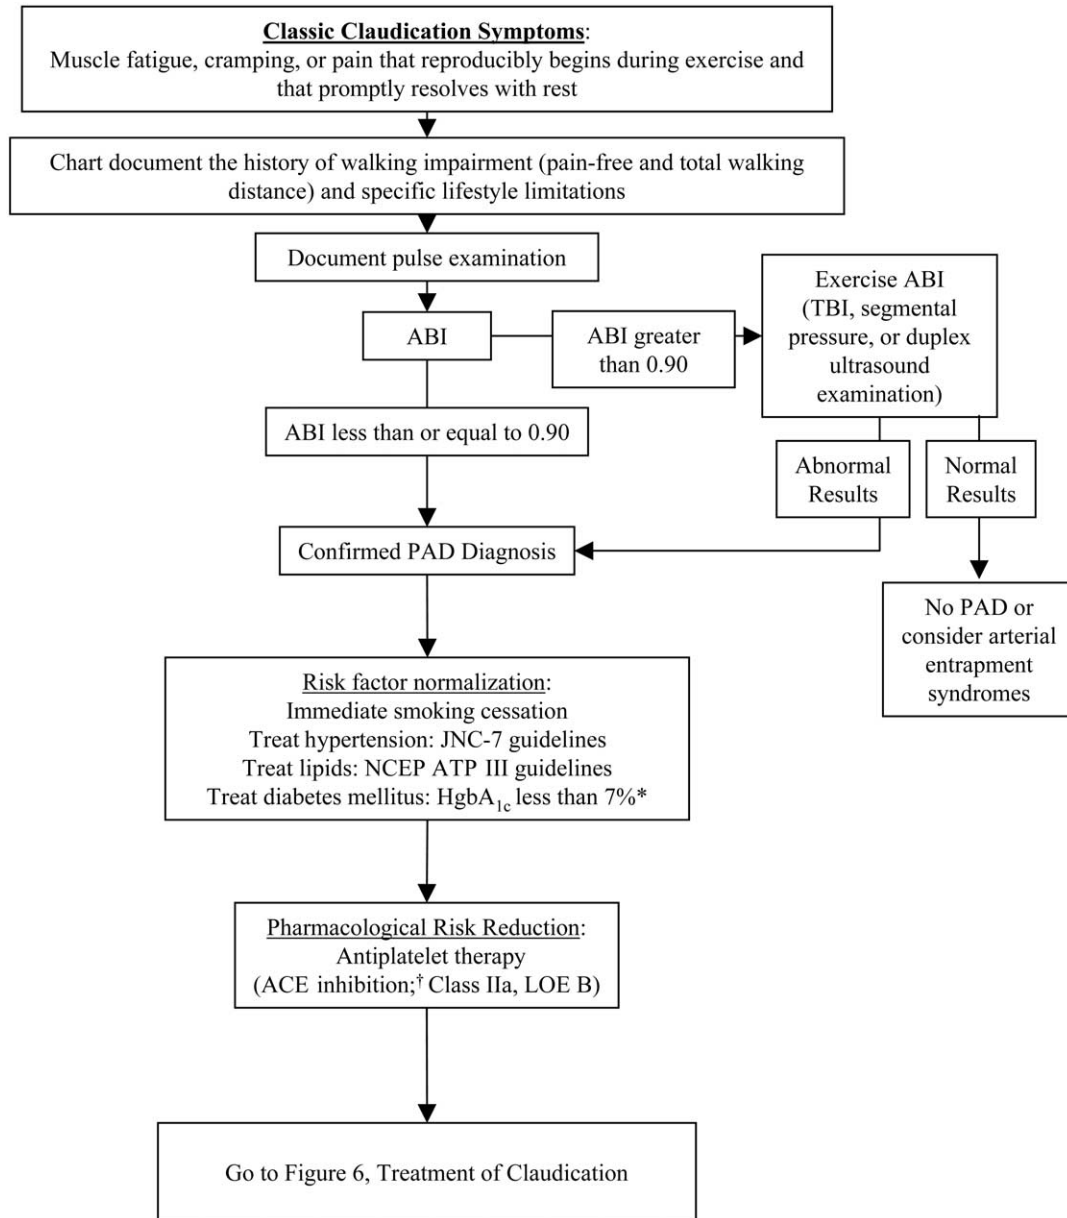 Classic Claudication Symptoms:
Muscle fatigue, cramping, or pain that reproducibly begins during exercise and
that promptly resolves with rest
Chart document the history of walking impairment (pain-free and total walking
distance) and specific lifestyle limitations
Document pulse examination
ABI
ABI greater
than 0.90
Exercise ABI
(TBI, segmental
pressure, or duplex
ultrasound
examination)
ABI less than or equal to 0.90
Abnormal
Results
Normal
Results
Confirmed PAD Diagnosis
No PAD or
consider arterial
entrapment
syndromes
Risk factor normalization:
Immediate smoking cessation
Treat hypertension: JNC-7 guidelines
Treat lipids: NCEP ATP III guidelines
Treat diabetes mellitus: HgbA1c less than 7%*
Pharmacological Risk Reduction:
Antiplatelet therapy
(ACE inhibition;† Class IIa, LOE B)
Go to Figure 6, Treatment of Claudication